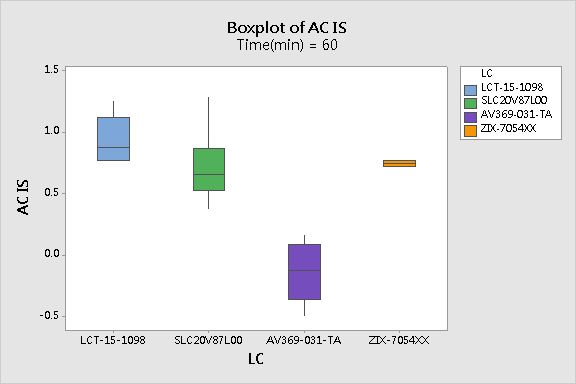 Boxplot of AC IS
Time(min) = 60
1.5
1.0
0.5
0.0
-0.5
AC IS
LCT-15-1098
SLC20V87L00
AV369-031-TA
ZIX-7054XX
LC
LC
LCT-15-1098
SLC20V87L00
AV369-031-TA
ZIX-7054XX